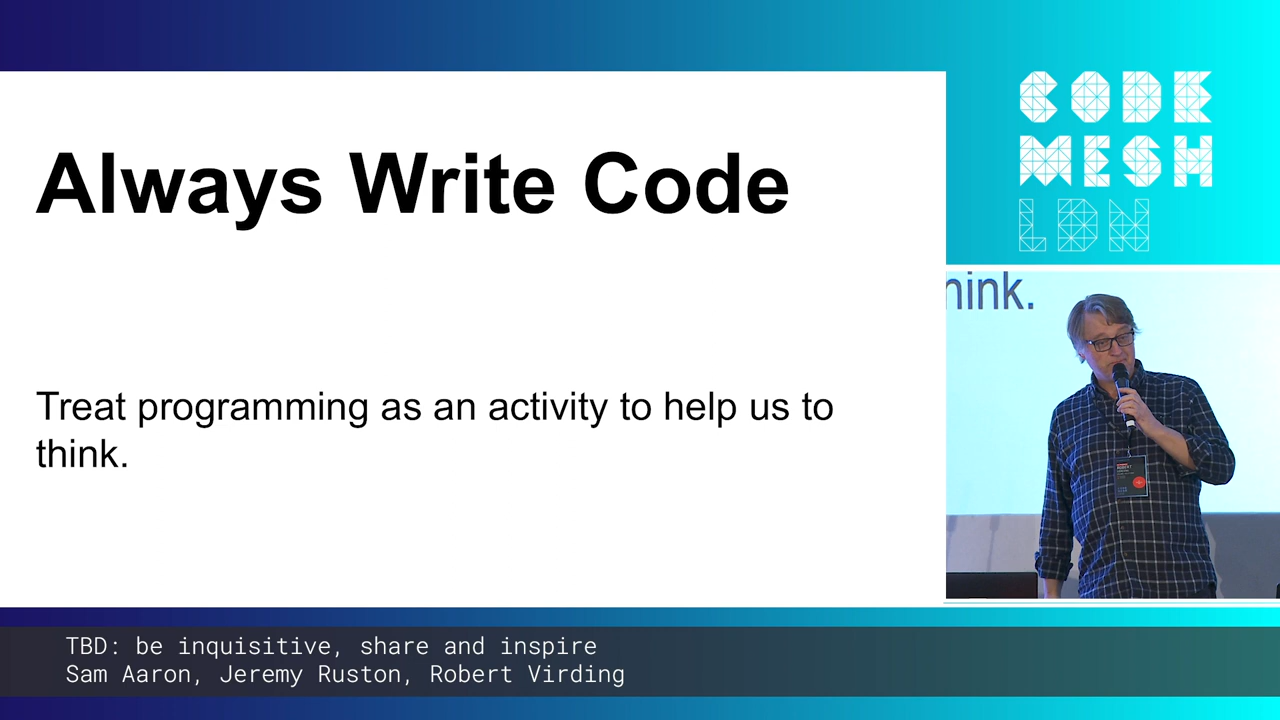 Always Write Code
Treat programming as an activity to help us to
think.
CODE
MESH
LDN
hink.
ROBERT
TBD: be inquisitive, share and inspire
Sam Aaron, Jeremy Ruston, Robert Virding